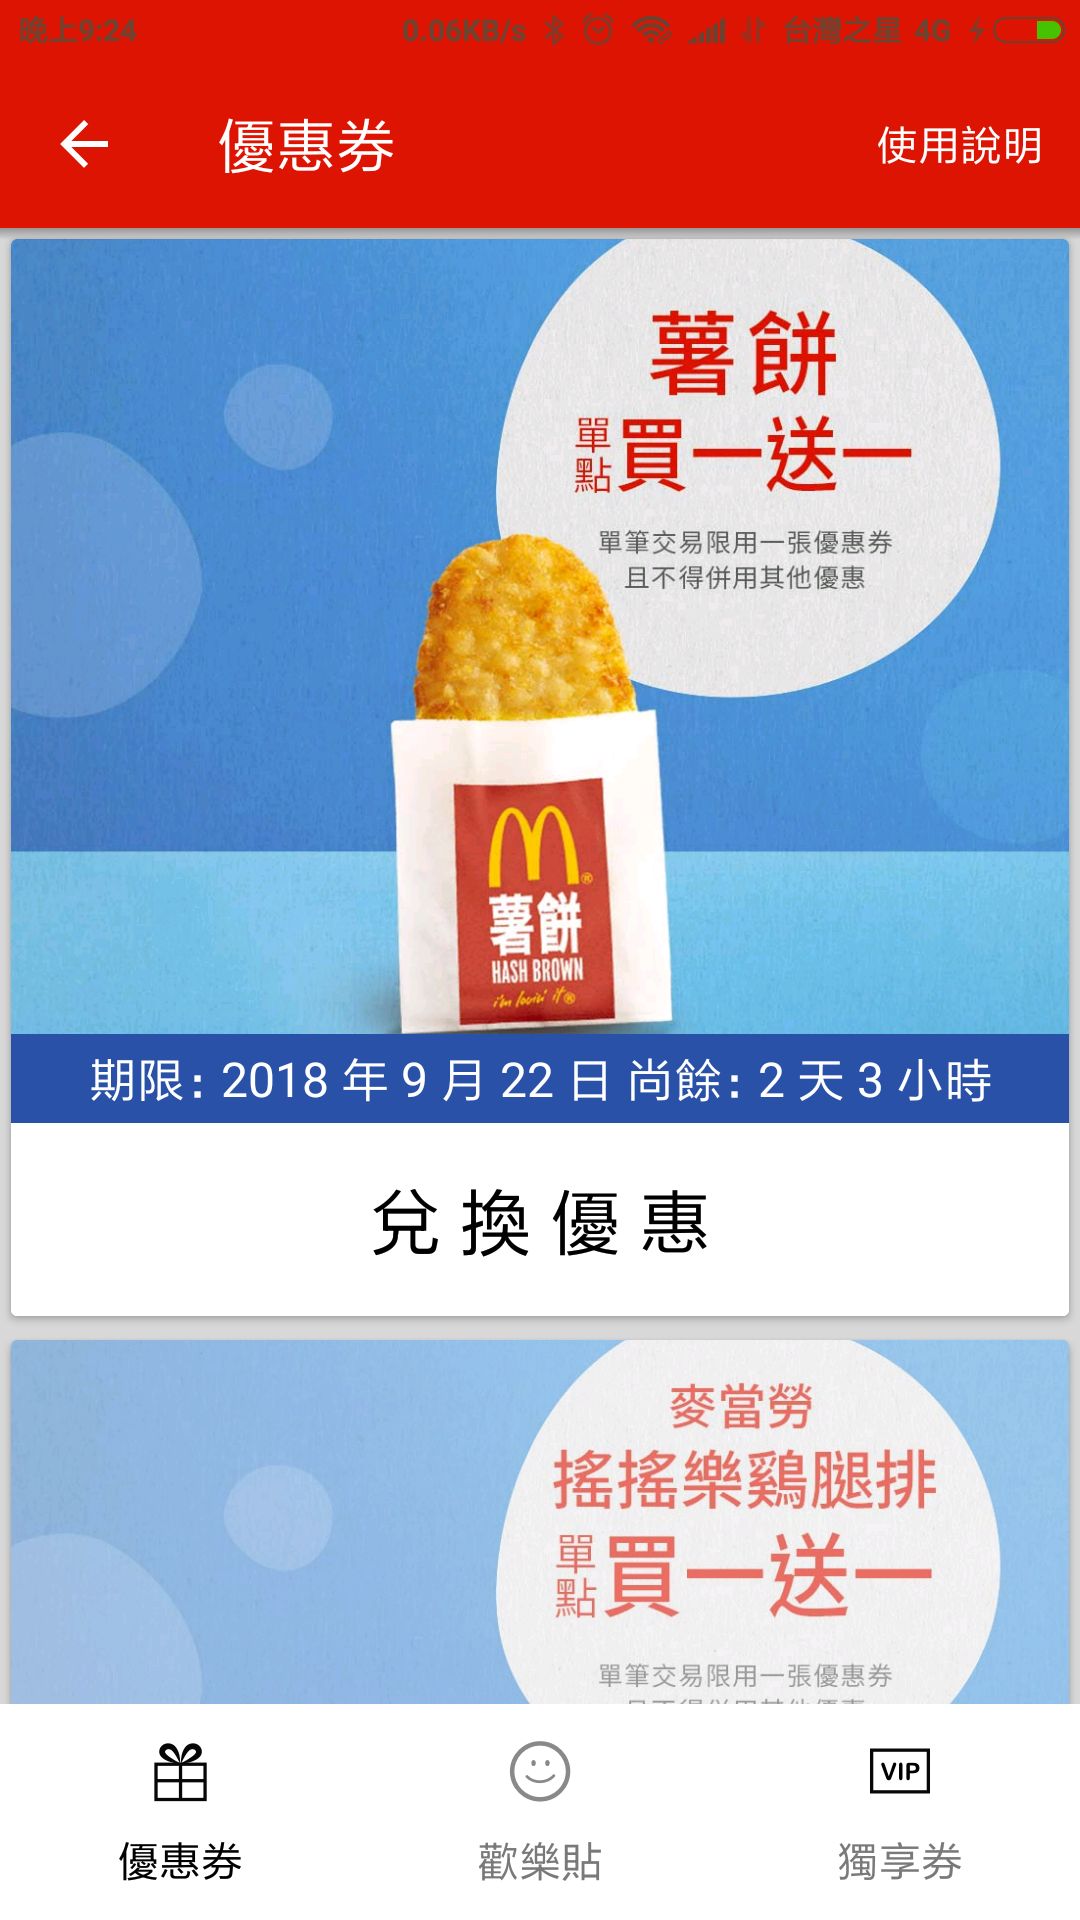 晚上9:24 0.06KB/s 台灣之星 4G
優惠券 使用說明
薯餅
單點 買一送一
單筆交易限用一張優惠券
且不得併用其他優惠
M®
薯餅
HASH BROWN
i'm lovin' it®
期限: 2018 年 9 月 22 日 尚餘: 2 天 3 小時
兌換優惠
麥當勞
搖搖樂鷄腿排
單點 買一送一
單筆交易限用一張優惠券
VIP
優惠券 歡樂貼 獨享券